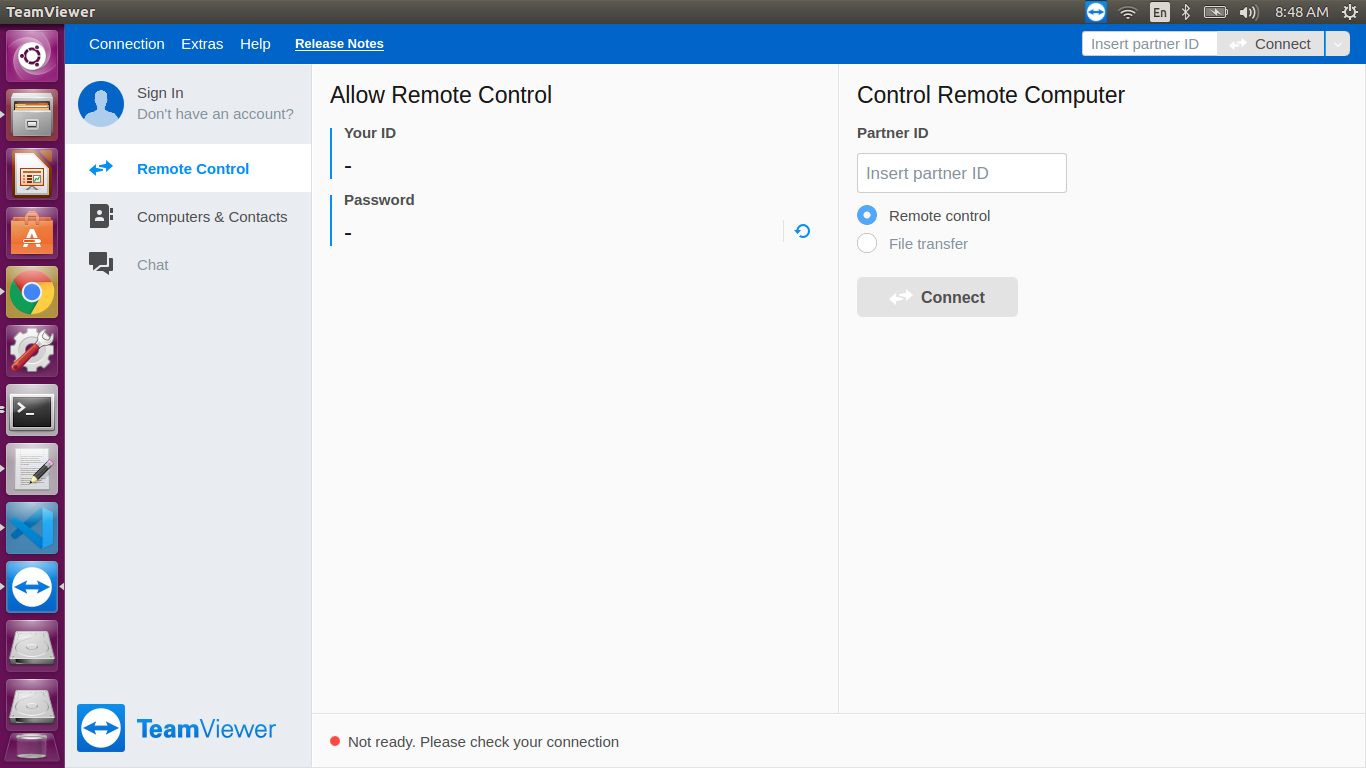 TeamViewer
En
8:48 AM
Connection Extras Help Release Notes
Insert partner ID Connect
Sign In
Don't have an account?
Remote Control
Computers & Contacts
Chat
TeamViewer
Allow Remote Control
Your ID
-
Password
-
Control Remote Computer
Partner ID
Insert partner ID
Remote control
File transfer
Connect
Not ready. Please check your connection